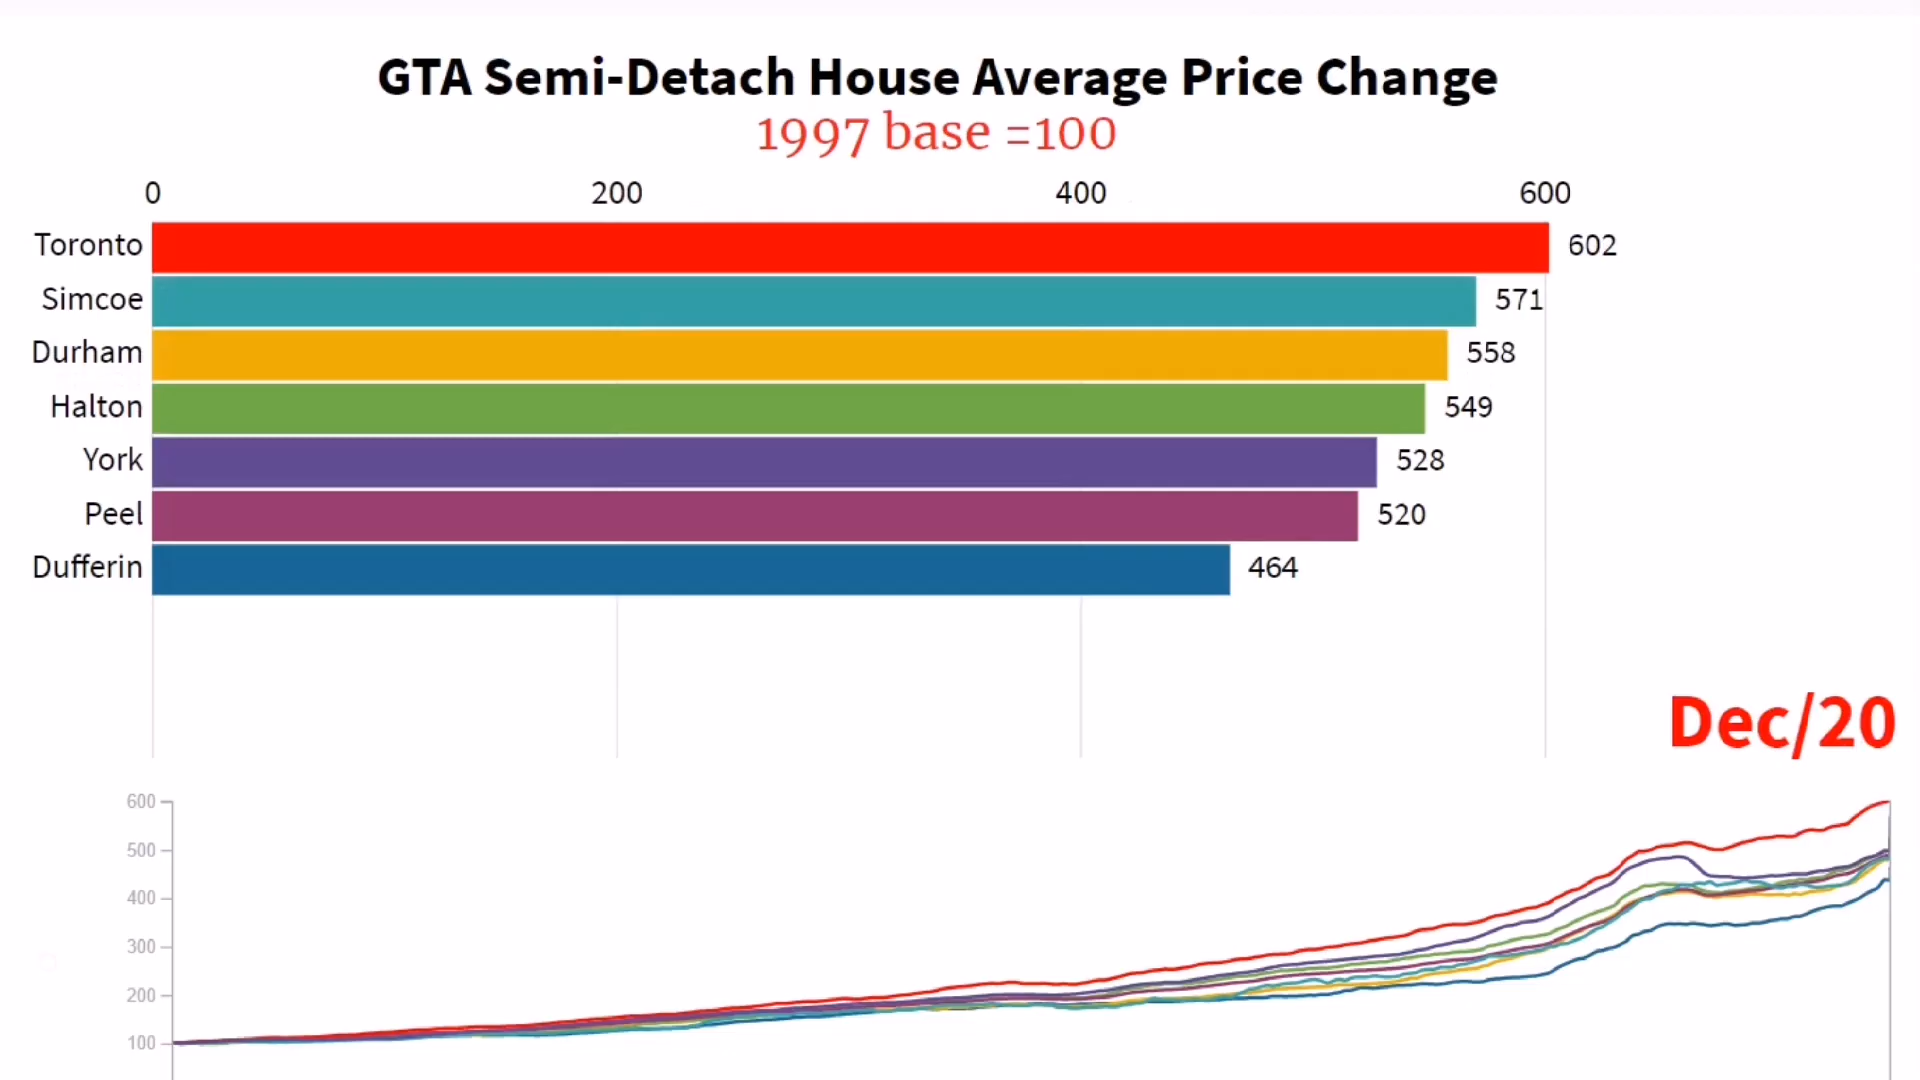 GTA Semi-Detach House Average Price Change
1997 base =100
0 200 400 600
Toronto 602
Simcoe 571
Durham 558
Halton 549
York 528
Peel 520
Dufferin 464
Dec/20
600
500
400
300
200
100